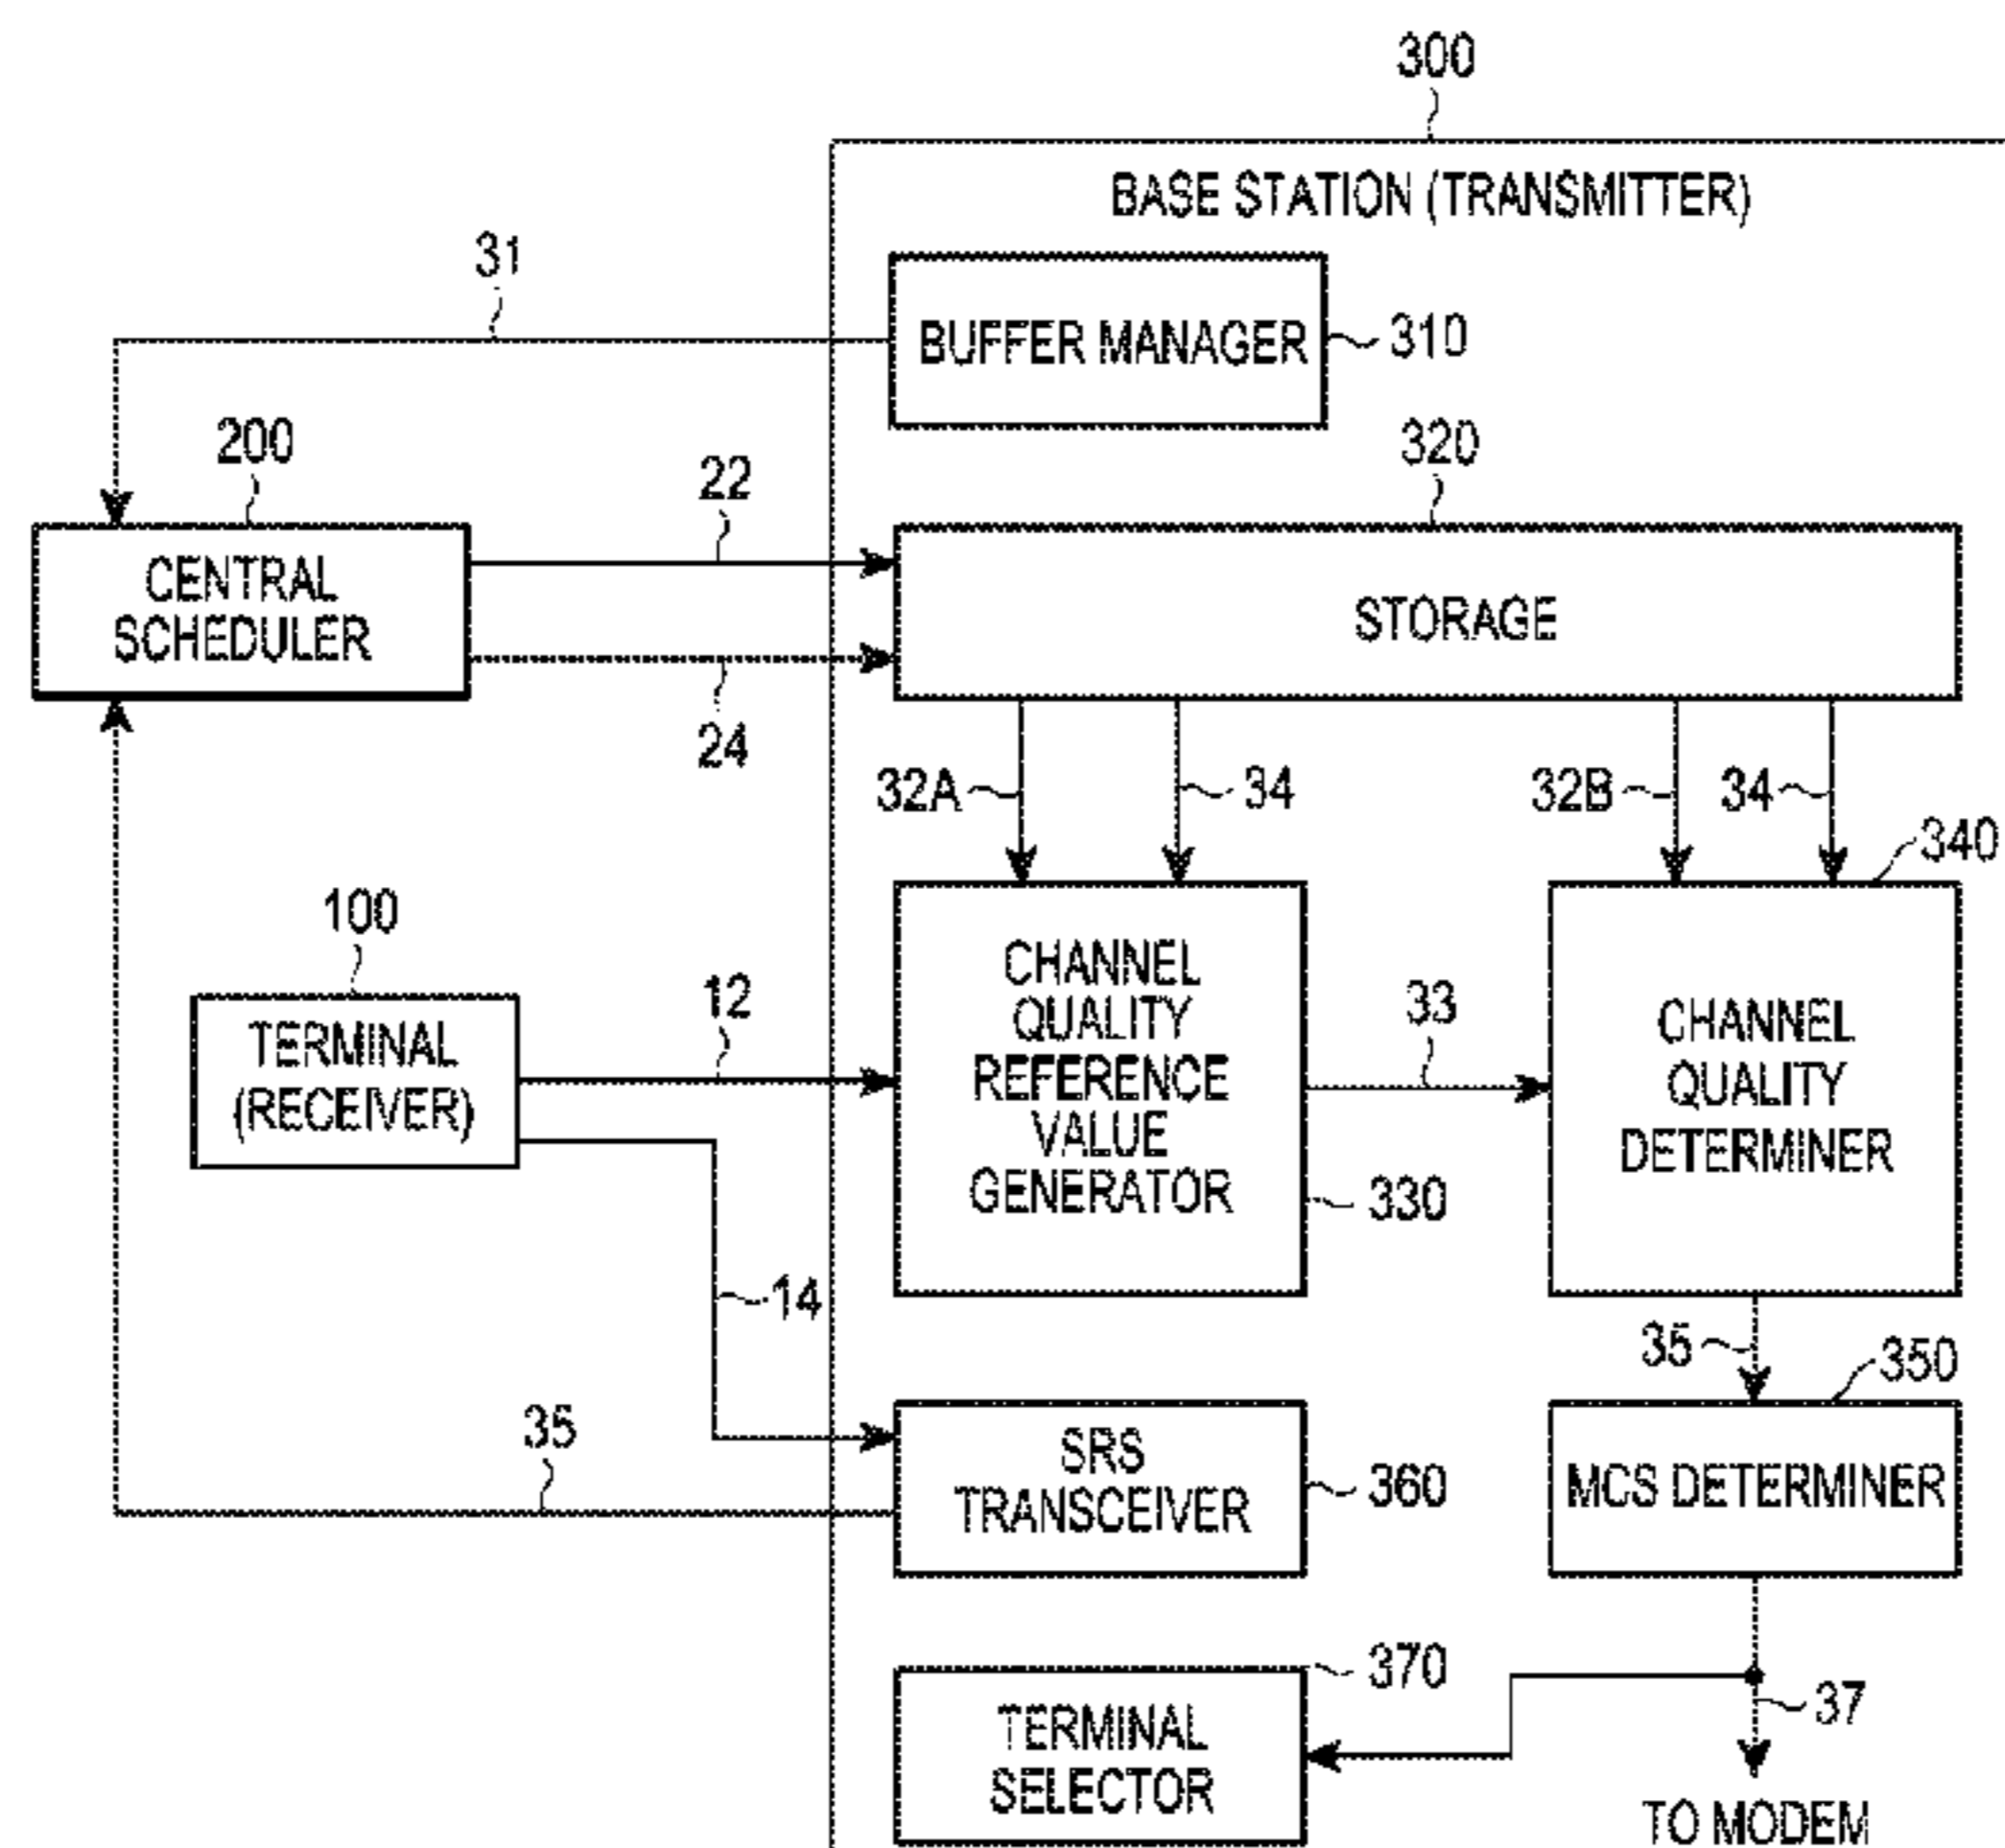 300
BASE STATION (TRANSMITTER)
31
BUFFER MANAGER
310
200
22
320
CENTRAL
SCHEDULER
STORAGE
24
32A
34
32B
34
340
100
12
TERMINAL
(RECEIVER)
CHANNEL
QUALITY
REFERENCE
VALUE
GENERATOR
33
CHANNEL
QUALITY
DETERMINER
330
14
35
350
35
SRS
TRANSCEIVER
360
MCS DETERMINER
370
TERMINAL
SELECTOR
37
TO MODEM